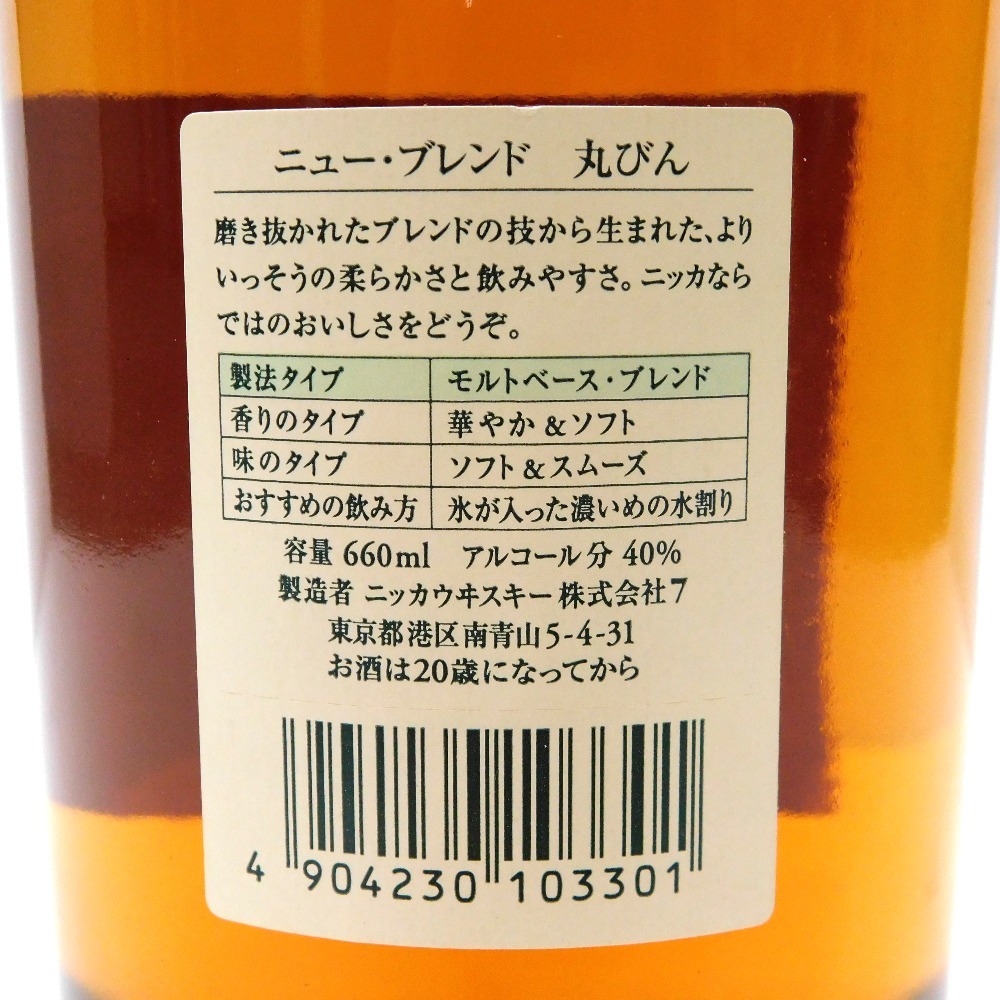 ニュー・ブレンド　丸びん
磨き抜かれたブレンドの技から生まれた、より
いっそうの柔らかさと飲みやすさ。ニッカなら
ではのおいしさをどうぞ。
製法タイプ　モルトベース・ブレンド
香りのタイプ　華やか＆ソフト
味のタイプ　ソフト＆スムーズ
おすすめの飲み方　氷が入った濃いめの水割り
容量 660ml　アルコール分 40%
製造者 ニッカウヰスキー株式会社7
東京都港区南青山5-4-31
お酒は20歳になってから
4 904230 103301